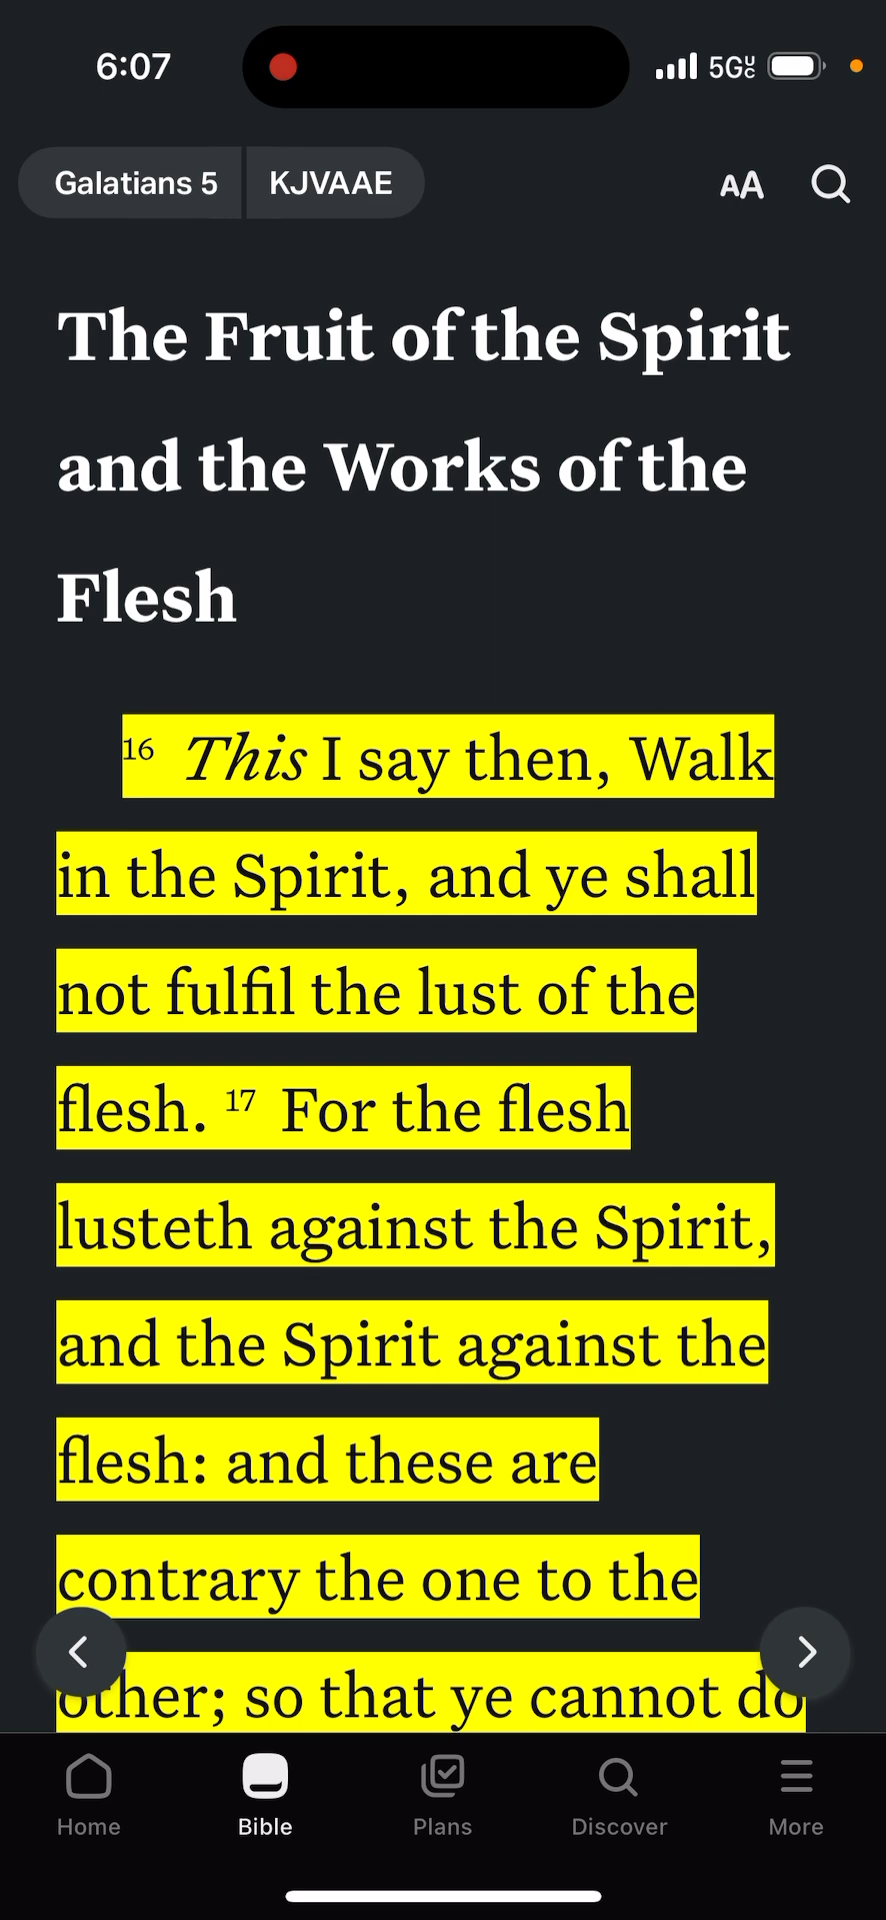 6:07 5GUC
Galatians 5 KJVAAE AA
The Fruit of the Spirit
and the Works of the
Flesh
16 This I say then, Walk
in the Spirit, and ye shall
not fulfil the lust of the
flesh. 17 For the flesh
lusteth against the Spirit,
and the Spirit against the
flesh: and these are
contrary the one to the
other; so that ye cannot do
Home Bible Plans Discover More